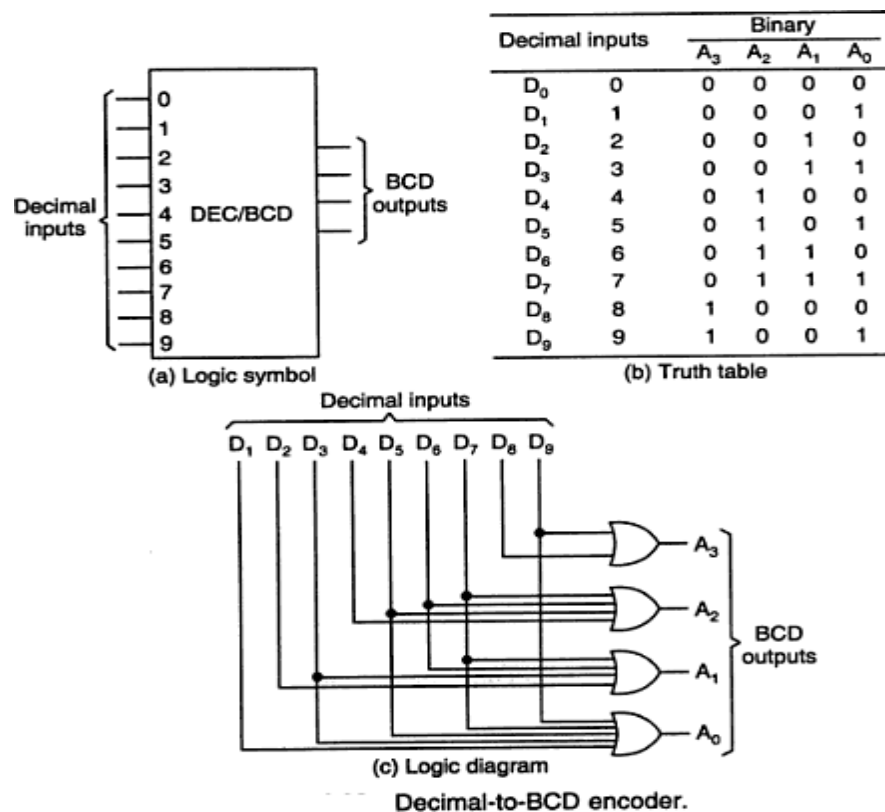 0
1
2
3
4
5
6
7
8
9
Decimal
inputs
DEC/BCD
BCD
outputs
(a) Logic symbol
Decimal inputs Binary
A3 A2 A1 A0
D0 0 0 0 0 0
D1 1 0 0 0 1
D2 2 0 0 1 0
D3 3 0 0 1 1
D4 4 0 1 0 0
D5 5 0 1 0 1
D6 6 0 1 1 0
D7 7 0 1 1 1
D8 8 1 0 0 0
D9 9 1 0 0 1
(b) Truth table
Decimal inputs
D1 D2 D3 D4 D5 D6 D7 D8 D9
A3
A2
A1
A0
BCD
outputs
(c) Logic diagram
Decimal-to-BCD encoder.